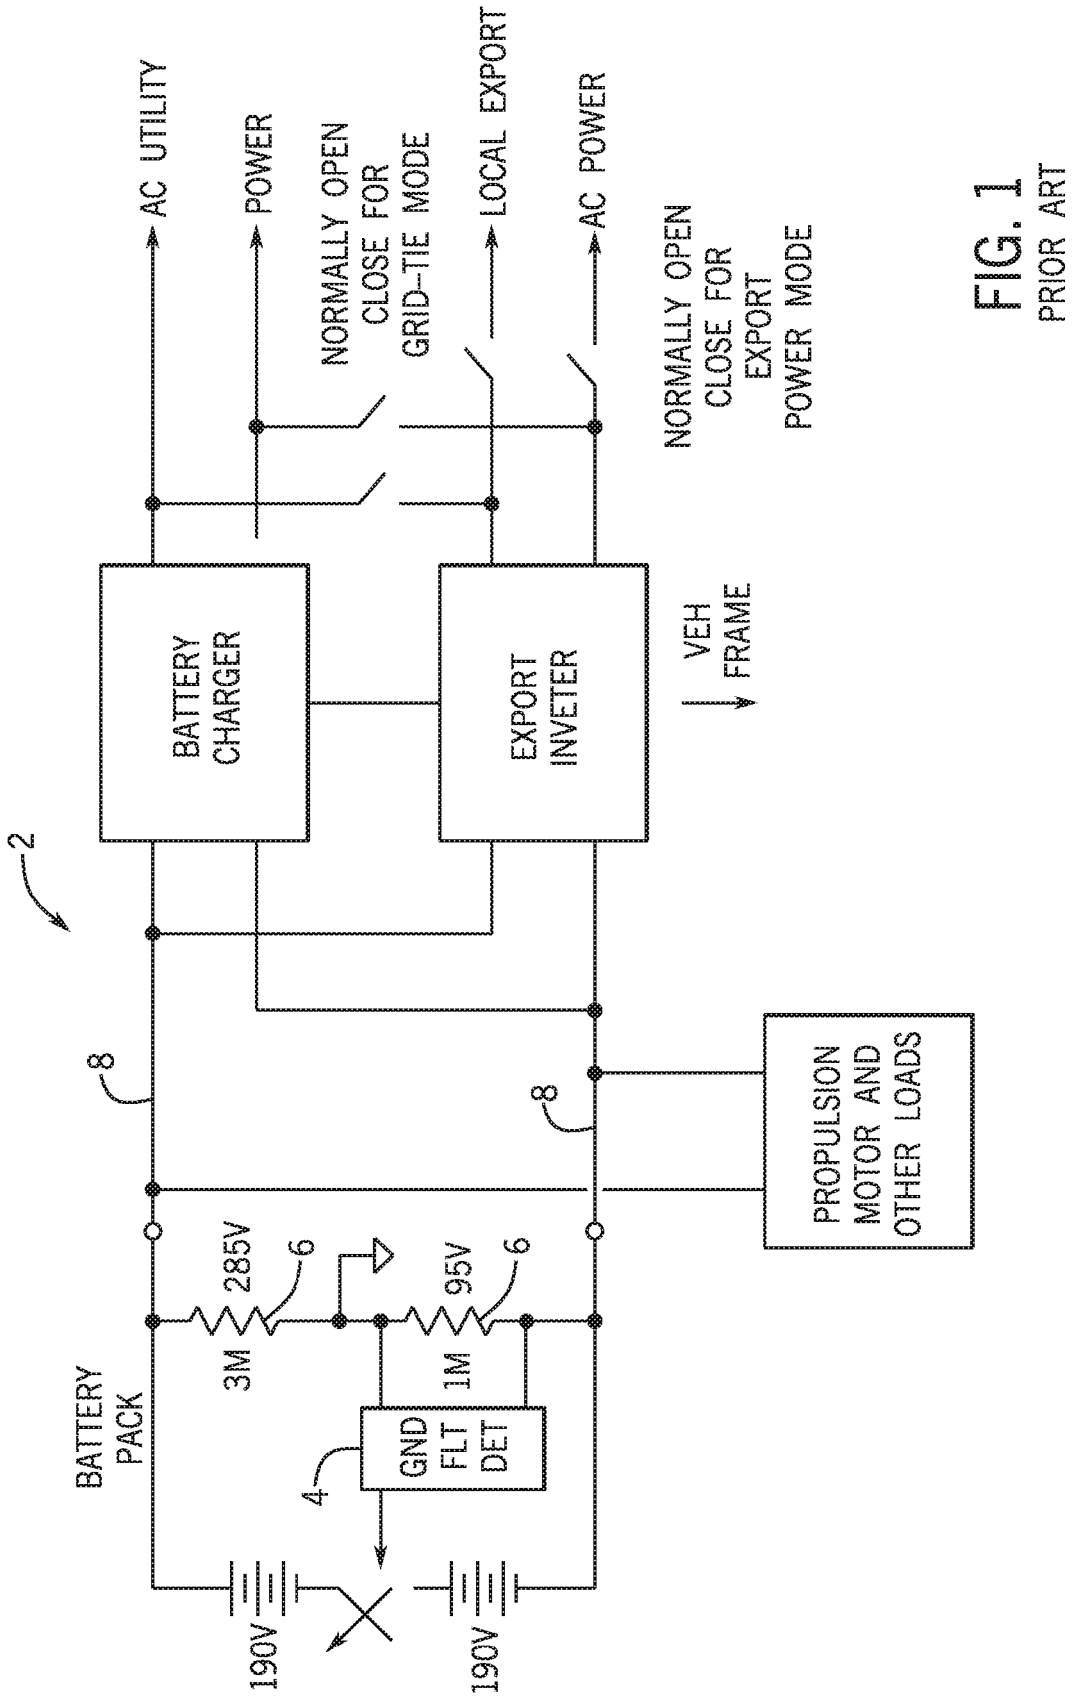 2
BATTERY
PACK
190V
190V
4
GND
FLT
DET
3M
285V
6
1M
95V
6
8
8
PROPULSION
MOTOR AND
OTHER LOADS
BATTERY
CHARGER
EXPORT
INVETER
VEH
FRAME
AC UTILITY
POWER
NORMALLY OPEN
CLOSE FOR
GRID-TIE MODE
LOCAL EXPORT
AC POWER
NORMALLY OPEN
CLOSE FOR
EXPORT
POWER MODE
FIG. 1
PRIOR ART